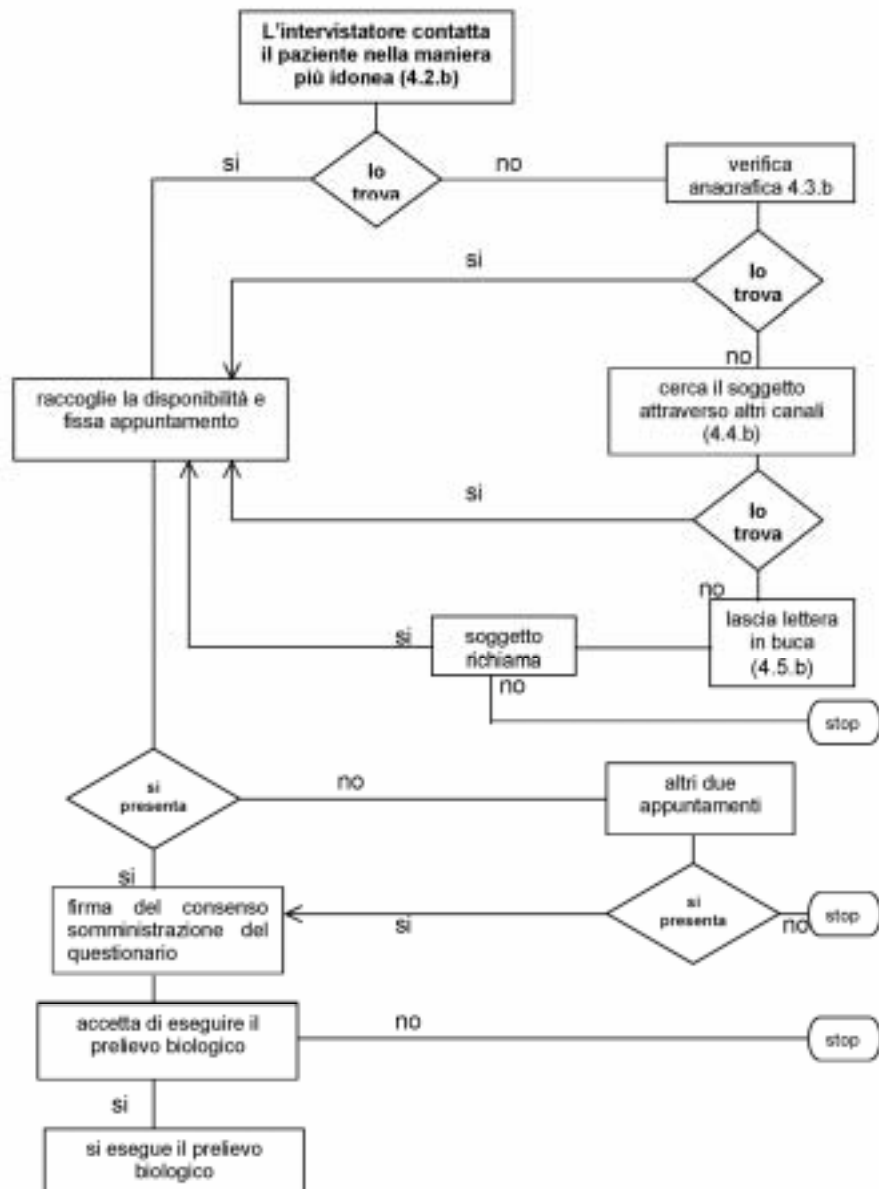 L'intervistatore contatta
il paziente nella maniera
più idonea (4.2.b)
si
lo
trova
no
verifica
anagrafica 4.3.b
si
lo
trova
no
raccoglie la disponibilità e
fissa appuntamento
cerca il soggetto
attraverso altri canali
(4.4.b)
si
lo
trova
no
lascia lettera
in buca
(4.5.b)
si
soggetto
richiama
no
stop
si
presenta
no
altri due
appuntamenti
si
firma del consenso
somministrazione del
questionario
si
si
presenta
no
stop
accetta di eseguire il
prelievo biologico
no
stop
si
si esegue il prelievo
biologico